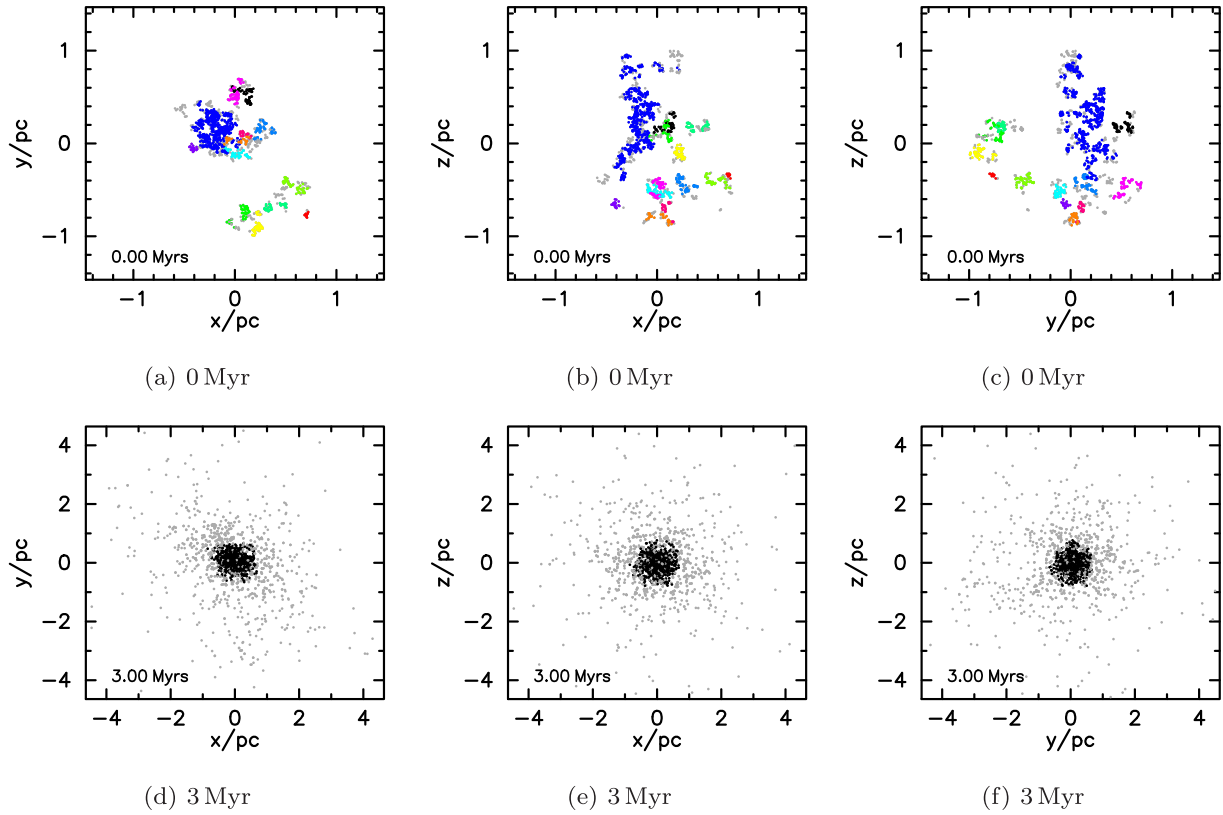 y/pc
1
0
−1
0.00 Myrs
−1 0 1
x/pc
(a) 0 Myr
z/pc
1
0
−1
0.00 Myrs
−1 0 1
x/pc
(b) 0 Myr
z/pc
1
0
−1
0.00 Myrs
−1 0 1
y/pc
(c) 0 Myr
y/pc
4
2
0
−2
−4
3.00 Myrs
−4 −2 0 2 4
x/pc
(d) 3 Myr
z/pc
4
2
0
−2
−4
3.00 Myrs
−4 −2 0 2 4
x/pc
(e) 3 Myr
z/pc
4
2
0
−2
−4
3.00 Myrs
−4 −2 0 2 4
y/pc
(f) 3 Myr